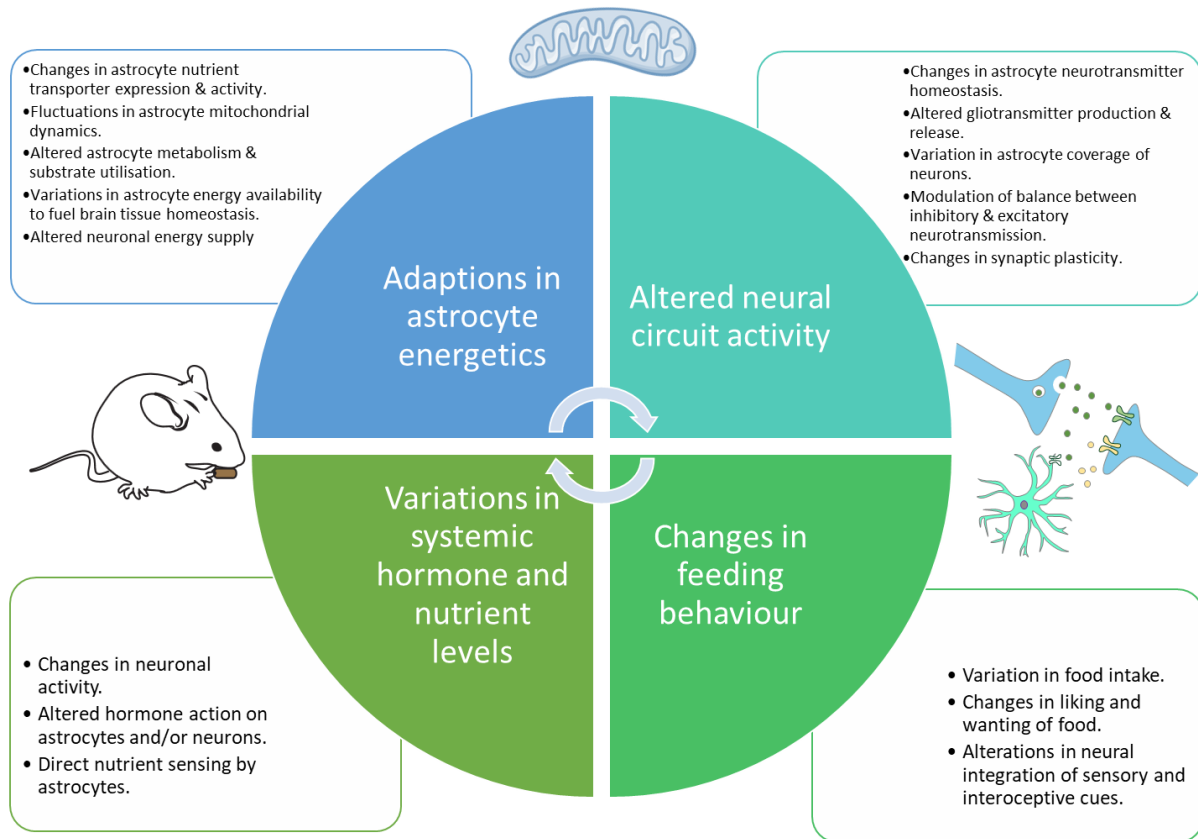 •Changes in astrocyte nutrient
transporter expression & activity.
•Fluctuations in astrocyte mitochondrial
dynamics.
•Altered astrocyte metabolism &
substrate utilisation.
•Variations in astrocyte energy availability
to fuel brain tissue homeostasis.
•Altered neuronal energy supply
•Changes in astrocyte neurotransmitter
homeostasis.
•Altered gliotransmitter production &
release.
•Variation in astrocyte coverage of
neurons.
•Modulation of balance between
inhibitory & excitatory
neurotransmission.
•Changes in synaptic plasticity.
Adaptions in
astrocyte
energetics
Altered neural
circuit activity
Variations in
systemic
hormone and
nutrient
levels
Changes in
feeding
behaviour
• Changes in neuronal
activity.
• Altered hormone action on
astrocytes and/or neurons.
• Direct nutrient sensing by
astrocytes.
• Variation in food intake.
• Changes in liking and
wanting of food.
• Alterations in neural
integration of sensory and
interoceptive cues.